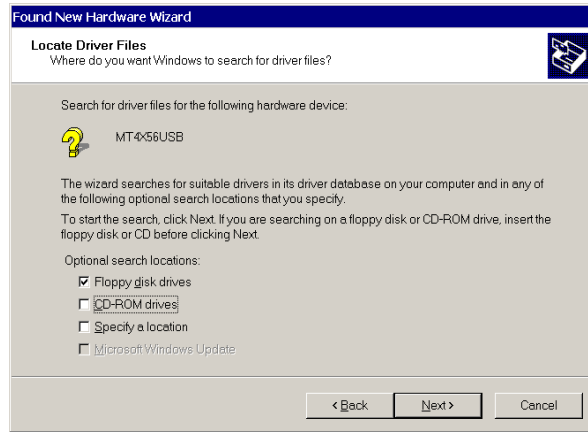 Found New Hardware Wizard
Locate Driver Files
Where do you want Windows to search for driver files?
Search for driver files for the following hardware device:
MT4X56USB
The wizard searches for suitable drivers in its driver database on your computer and in any of
the following optional search locations that you specify.
To start the search, click Next. If you are searching on a floppy disk or CD-ROM drive, insert the
floppy disk or CD before clicking Next.
Optional search locations:
Floppy disk drives
CD-ROM drives
Specify a location
Microsoft Windows Update
< Back Next > Cancel